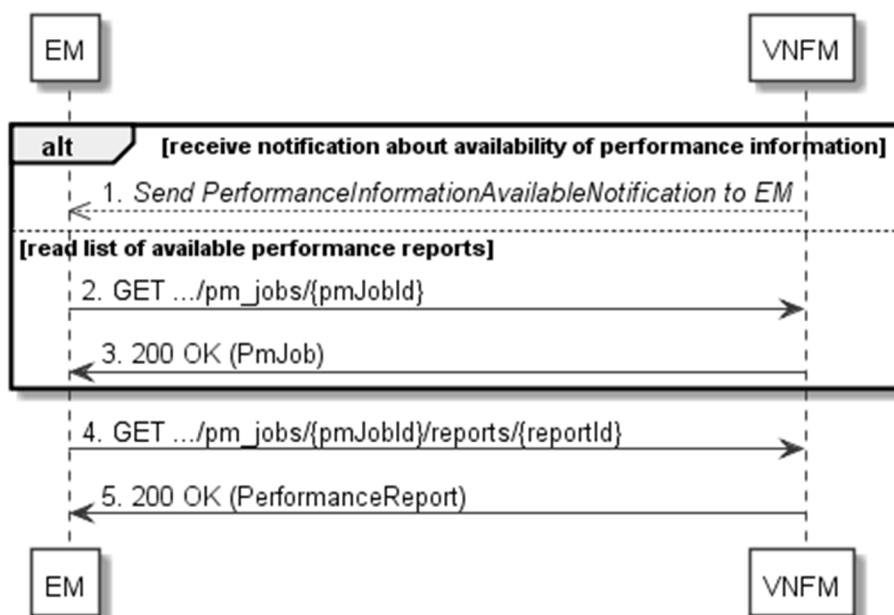 EM VNFM
alt [receive notification about availability of performance information]
1. Send PerformanceInformationAvailableNotification to EM
[read list of available performance reports]
2. GET .../pm_jobs/{pmJobId}
3. 200 OK (PmJob)
4. GET .../pm_jobs/{pmJobId}/reports/{reportId}
5. 200 OK (PerformanceReport)
EM VNFM